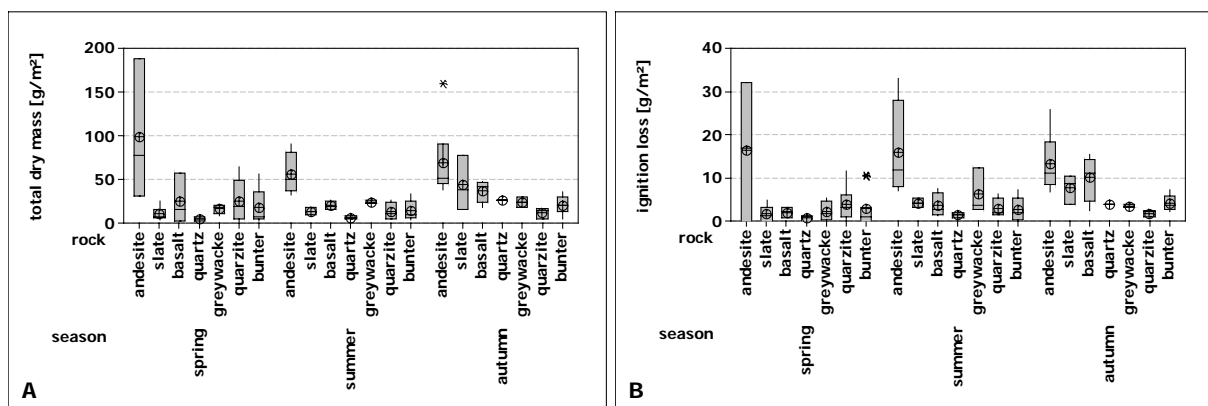 total dry mass [g/m²]
200
150
100
50
0
rock
andesite
slate
basalt
quartz
greywacke
quarzite
bunter
andesite
slate
basalt
quartz
greywacke
quarzite
bunter
andesite
slate
basalt
quartz
greywacke
quarzite
bunter
season
spring
summer
autumn
A
ignition loss [g/m²]
40
30
20
10
0
rock
andesite
slate
basalt
quartz
greywacke
quarzite
bunter
andesite
slate
basalt
quartz
greywacke
quarzite
bunter
andesite
slate
basalt
quartz
greywacke
quarzite
bunter
season
spring
summer
autumn
B